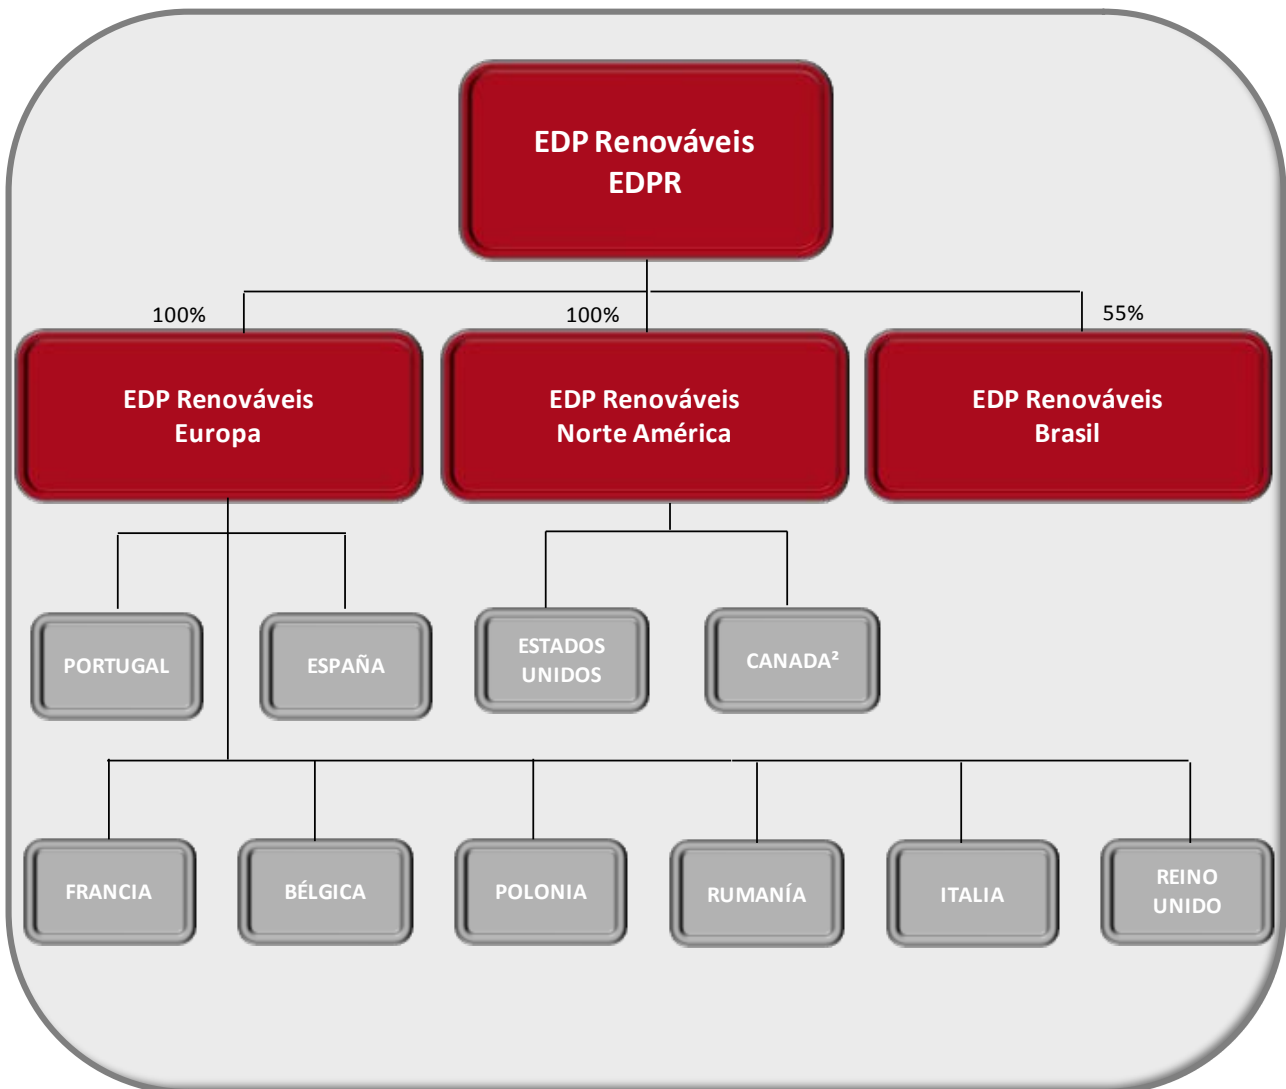 EDP Renováveis
EDPR
100%
100%
55%
EDP Renováveis
Europa
EDP Renováveis
Norte América
EDP Renováveis
Brasil
PORTUGAL
ESPAÑA
ESTADOS
UNIDOS
CANADA²
FRANCIA
BÉLGICA
POLONIA
RUMANÍA
ITALIA
REINO
UNIDO